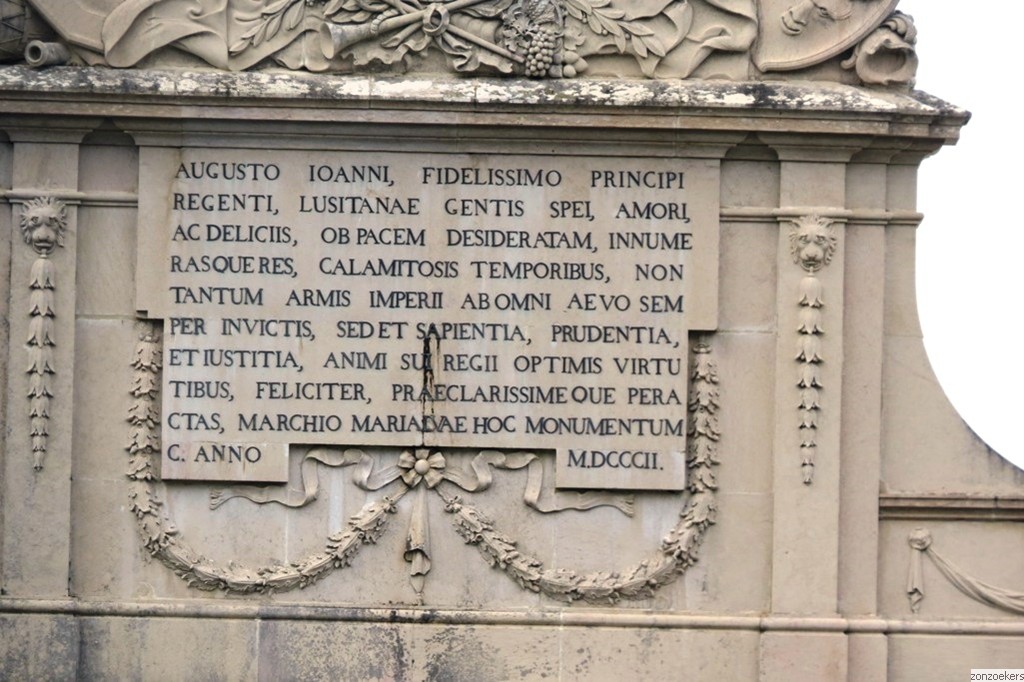 AUGUSTO IOANNI, FIDELISSIMO PRINCIPI
REGENTI, LUSITANAE GENTIS SPEI, AMORI,
AC DELICIIS, OB PACEM DESIDERATAM, INNUME
RASQUE RES, CALAMITOSIS TEMPORIBUS, NON
TANTUM ARMIS IMPERII AB OMNI AEVO SEM
PER INVICTIS, SED ET SAPIENTIA, PRUDENTIA,
ET IUSTITIA, ANIMI SUI REGII OPTIMIS VIRTU
TIBUS, FELICITER, PRAECLARISSIMEQUE PERA
CTAS, MARCHIO MARIALVAE HOC MONUMENTUM
C. ANNO M.DCCCII.
zonzoekers